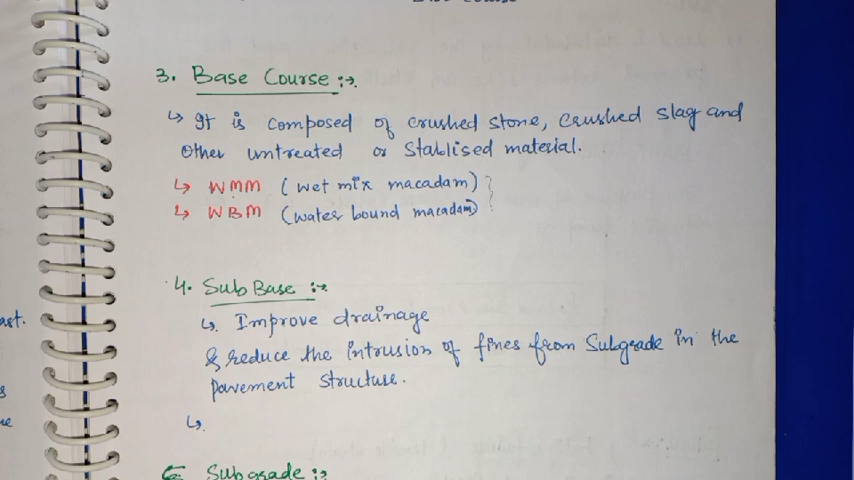 3. Base Course :→.
↳ It is composed of crushed stone, crushed slag and
other untreated or stablised material.
↳ WMM (wet mix macadam)
↳ WBM (water bound macadam)
4. Sub Base :→
↳. Improve drainage
& reduce the intrusion of fines from Subgrade in the
pavement structure.
↳.
Subgrade :→